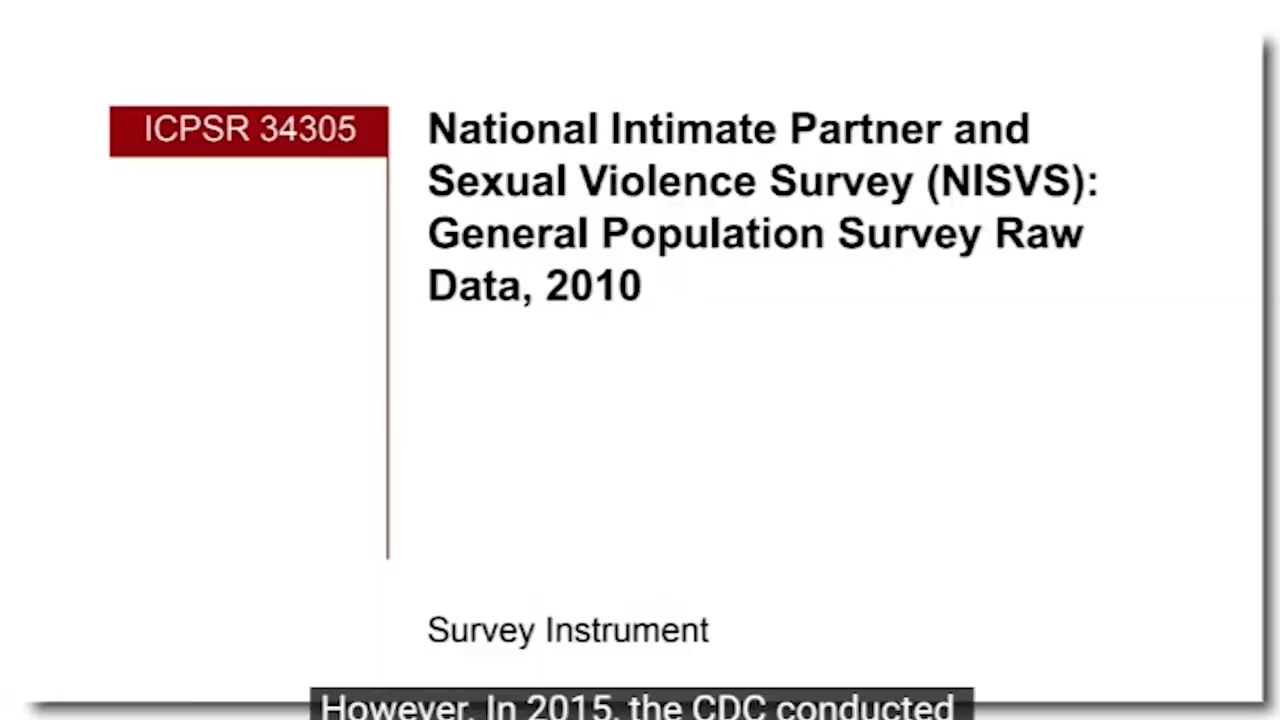 ICPSR 34305
National Intimate Partner and
Sexual Violence Survey (NISVS):
General Population Survey Raw
Data, 2010
Survey Instrument
However, In 2015, the CDC conducted